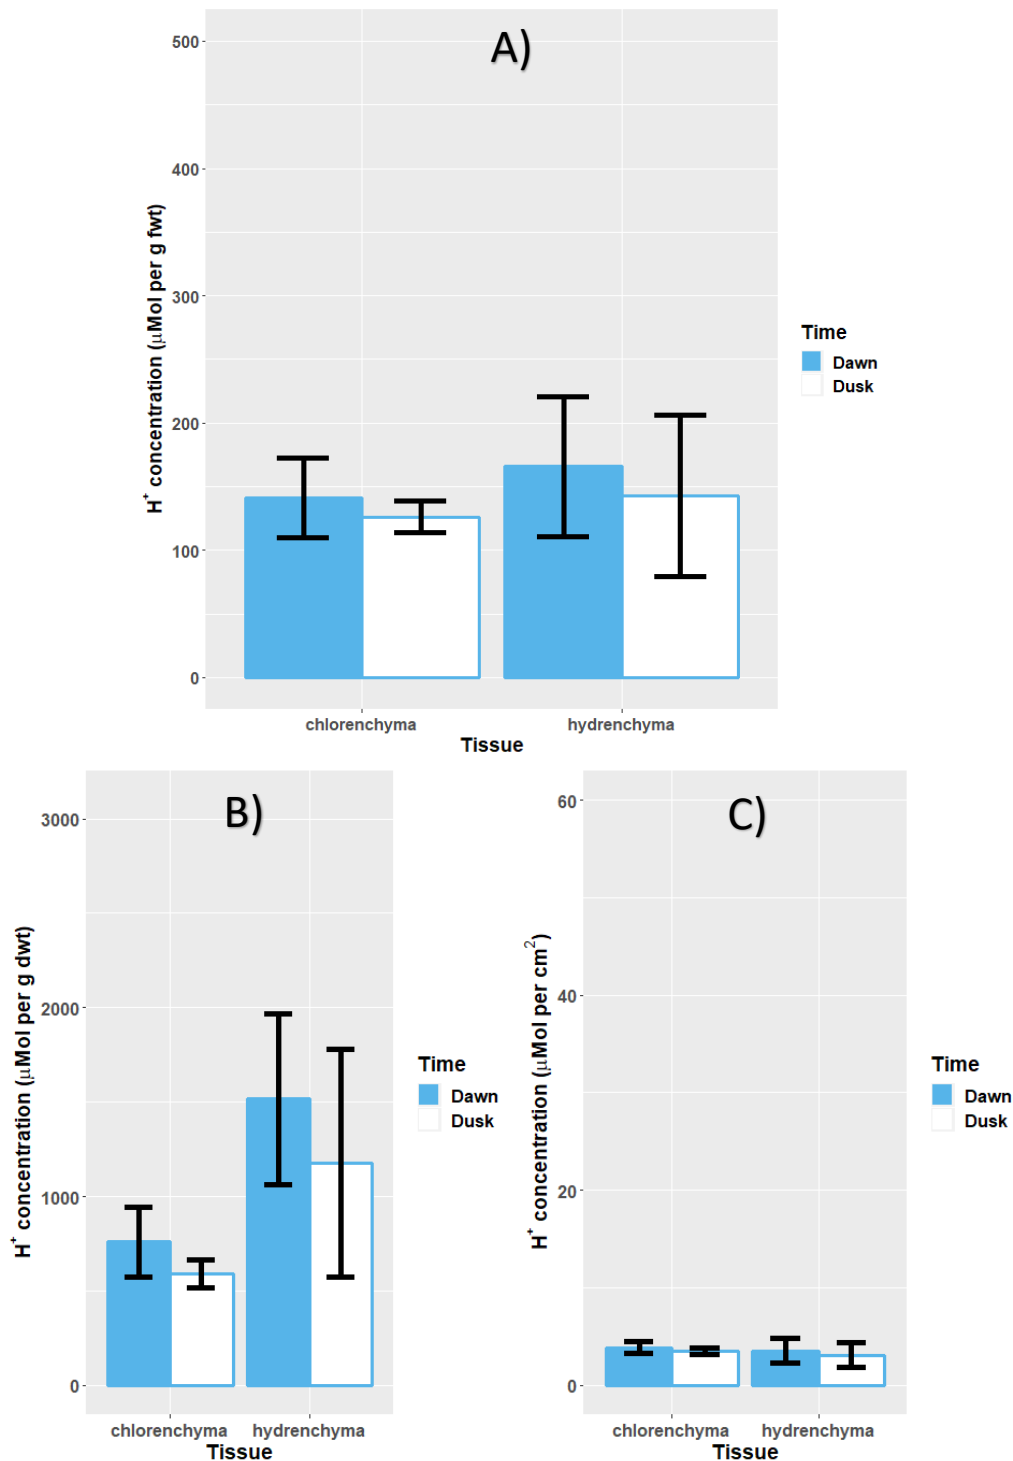 A)
500
400
300
200
100
0
H⁺ concentration (μMol per g fwt)
chlorenchyma hydrenchyma
Tissue
Time
Dawn
Dusk
B)
3000
2000
1000
0
H⁺ concentration (μMol per g dwt)
chlorenchyma hydrenchyma
Tissue
Time
Dawn
Dusk
C)
60
40
20
0
H⁺ concentration (μMol per cm²)
chlorenchyma hydrenchyma
Tissue
Time
Dawn
Dusk